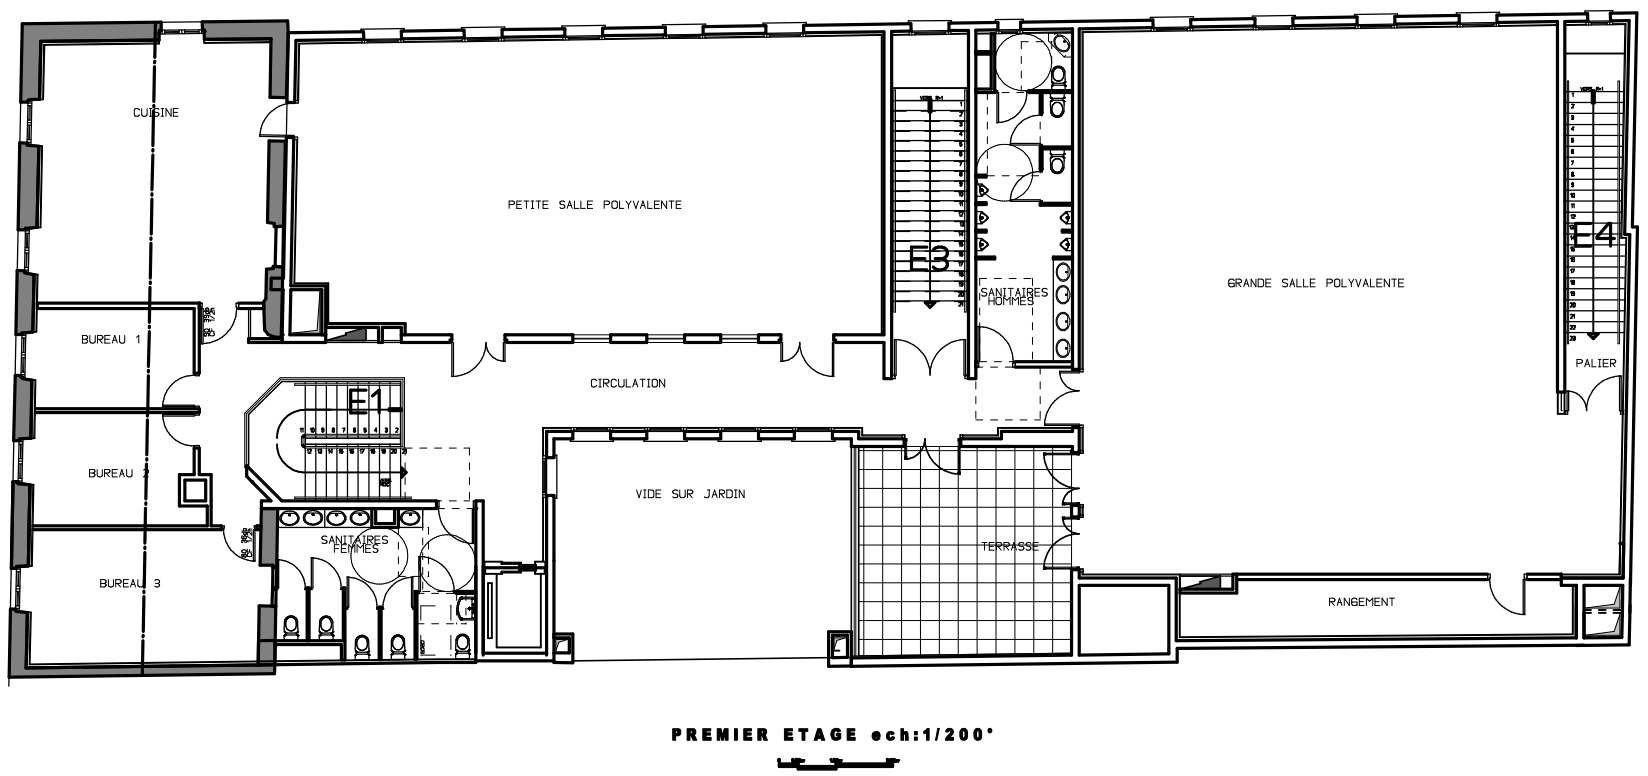 CUISINE
PETITE SALLE POLYVALENTE
E3
E4
GRANDE SALLE POLYVALENTE
SANITAIRES
HOMMES
BUREAU 1
PALIER
CIRCULATION
E1
BUREAU 2
VIDE SUR JARDIN
SANITAIRES
FEMMES
TERRASSE
BUREAU 3
RANGEMENT
PREMIER ETAGE ech:1/200°